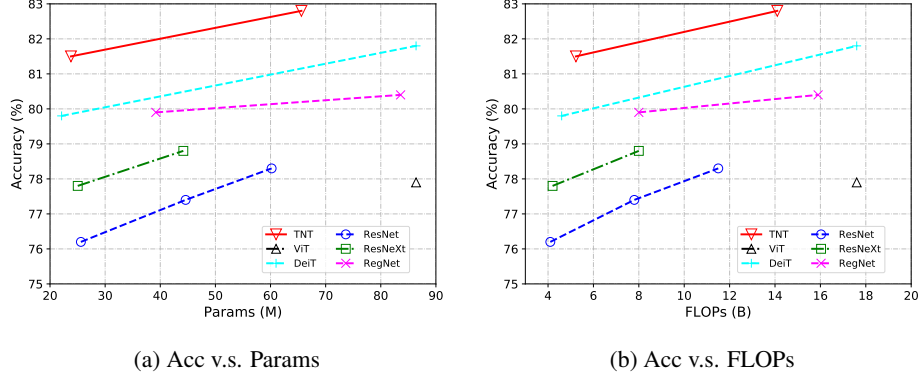 83
82
81
80
79
78
77
76
75
Accuracy (%)
20 30 40 50 60 70 80 90
Params (M)
TNT
ViT
DeiT
ResNet
ResNeXt
RegNet
(a) Acc v.s. Params
83
82
81
80
79
78
77
76
75
Accuracy (%)
4 6 8 10 12 14 16 18 20
FLOPs (B)
TNT
ViT
DeiT
ResNet
ResNeXt
RegNet
(b) Acc v.s. FLOPs